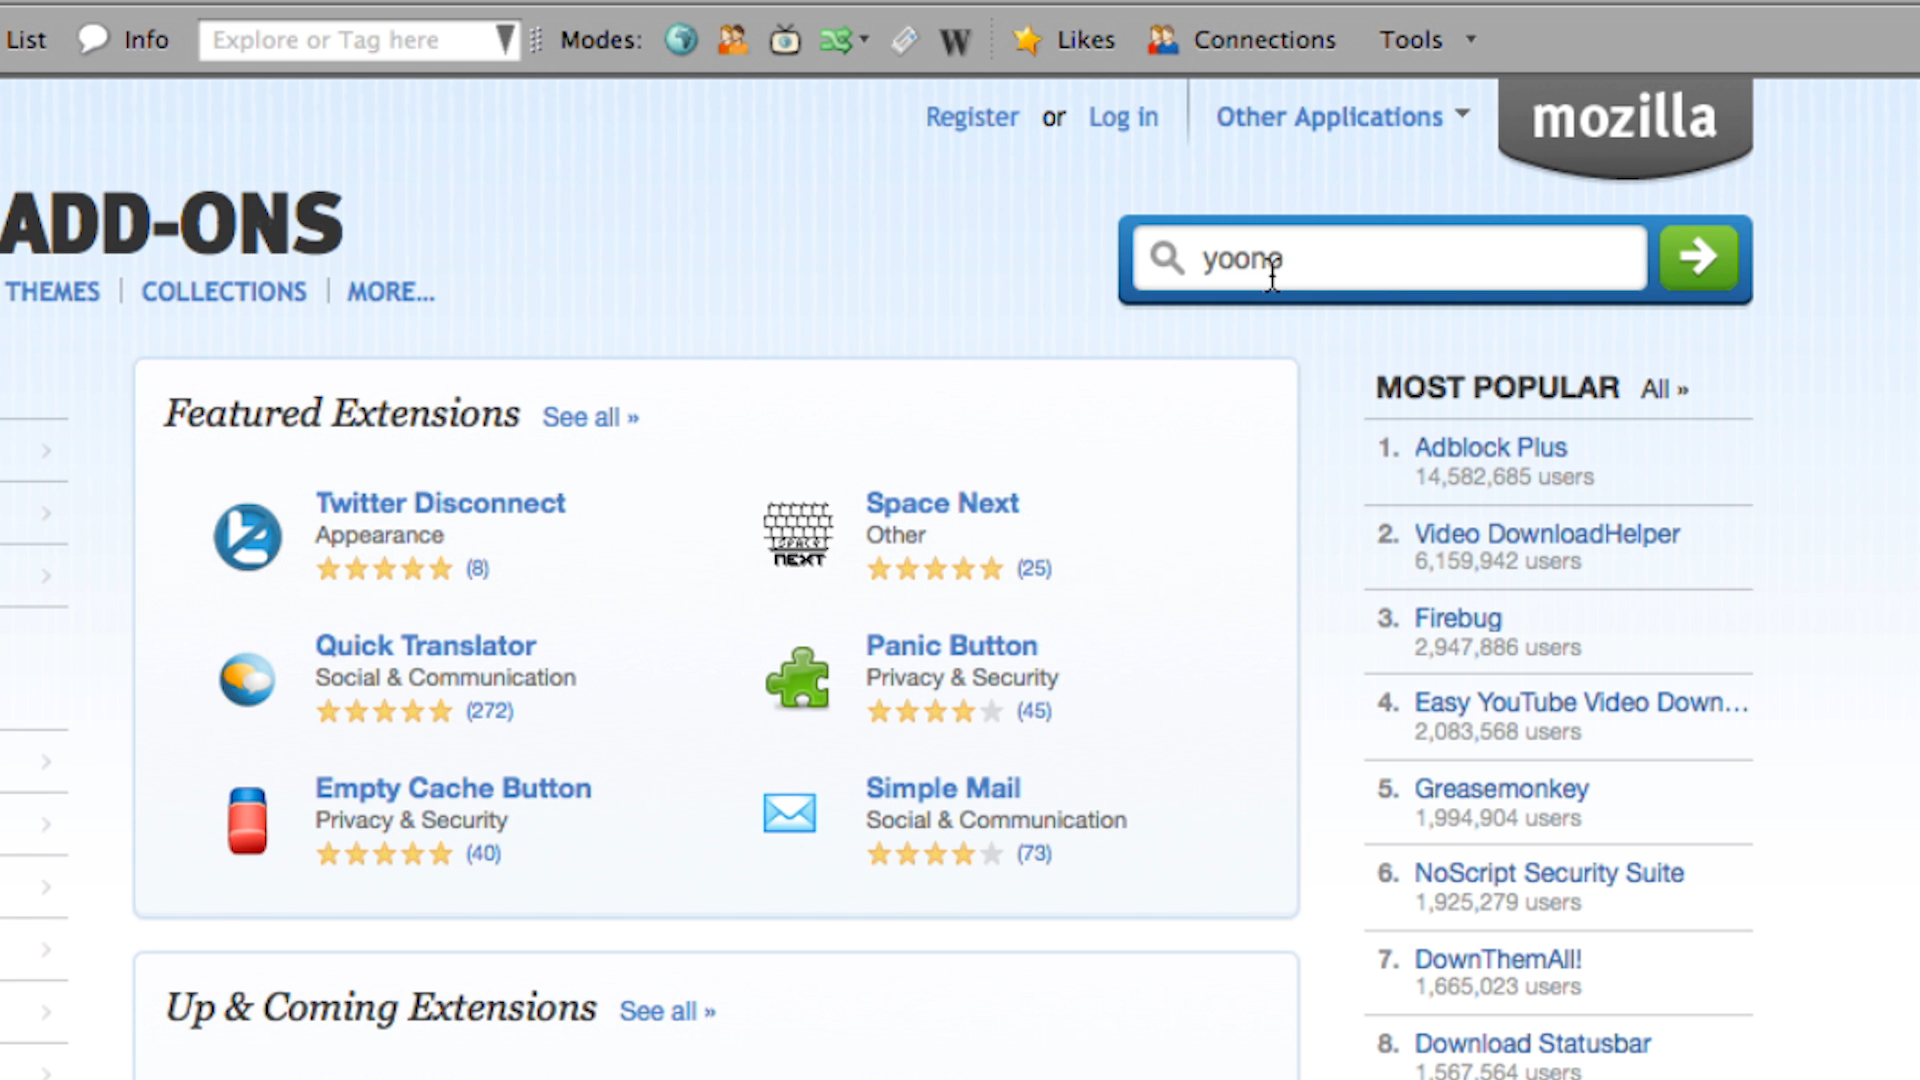 List Info Explore or Tag here Modes: W Likes Connections Tools
Register or Log in Other Applications mozilla
ADD-ONS
yoono
THEMES COLLECTIONS MORE...
Featured Extensions See all »
Twitter Disconnect
Appearance
(8)
Space Next
Other
(25)
SPACE
NEXT
Quick Translator
Social & Communication
(272)
Panic Button
Privacy & Security
(45)
Empty Cache Button
Privacy & Security
(40)
Simple Mail
Social & Communication
(73)
Up & Coming Extensions See all »
MOST POPULAR All »
1. Adblock Plus
14,582,685 users
2. Video DownloadHelper
6,159,942 users
3. Firebug
2,947,886 users
4. Easy YouTube Video Down...
2,083,568 users
5. Greasemonkey
1,994,904 users
6. NoScript Security Suite
1,925,279 users
7. DownThemAll!
1,665,023 users
8. Download Statusbar
1,567,564 users